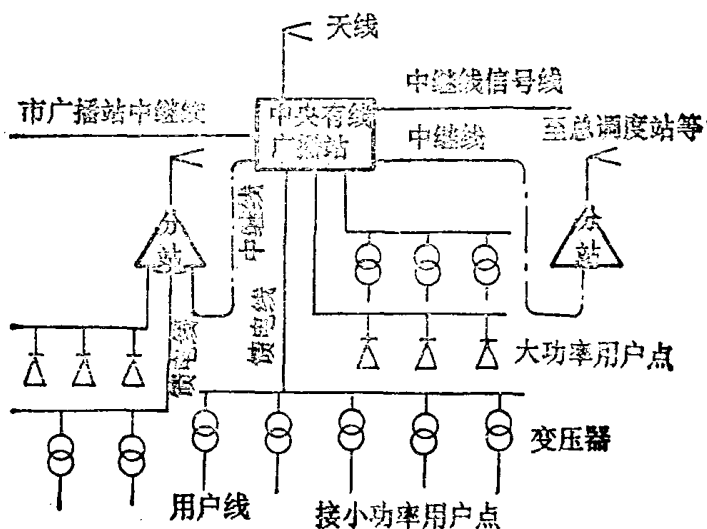 天线
中继线信号线
市广播站中继线
中央有线
广播站
中继线
至总调度站等
分站
中继线
分站
馈电线
馈电线
大功率用户点
变压器
用户线
接小功率用户点